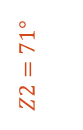 Z2 = 71°